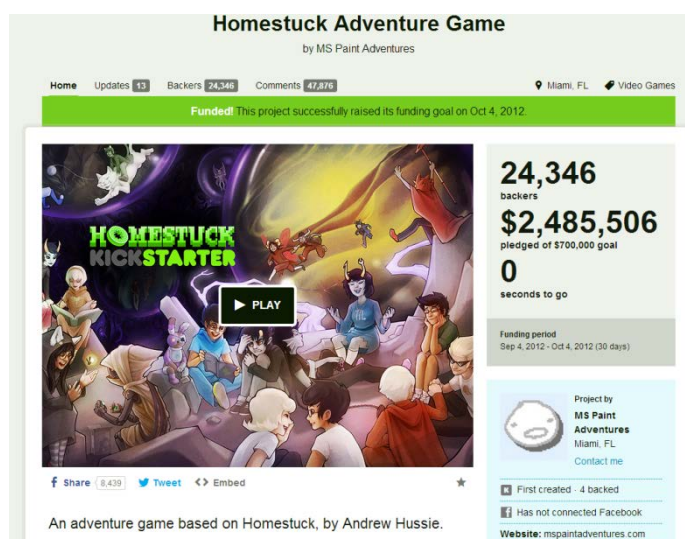 Homestuck Adventure Game
by MS Paint Adventures
Home Updates 13 Backers 24,346 Comments 47,876 Miami, FL Video Games
Funded! This project successfully raised its funding goal on Oct 4, 2012.
HOMESTUCK
KICKSTARTER
PLAY
24,346
backers
$2,485,506
pledged of $700,000 goal
0
seconds to go
Funding period
Sep 4, 2012 - Oct 4, 2012 (30 days)
Project by
MS Paint
Adventures
Miami, FL
Contact me
First created · 4 backed
Has not connected Facebook
Website: mspaintadventures.com
Share 8,439 Tweet Embed
An adventure game based on Homestuck, by Andrew Hussie.